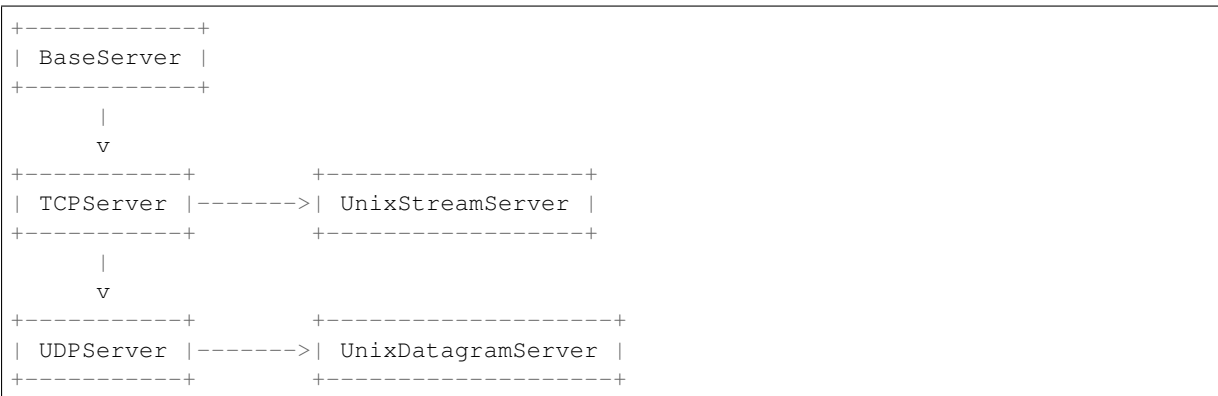 +------------+
| BaseServer |
+------------+
      |
      v
+-----------+        +------------------+
| TCPServer |------->| UnixStreamServer |
+-----------+        +------------------+
      |
      v
+-----------+        +--------------------+
| UDPServer |------->| UnixDatagramServer |
+-----------+        +--------------------+